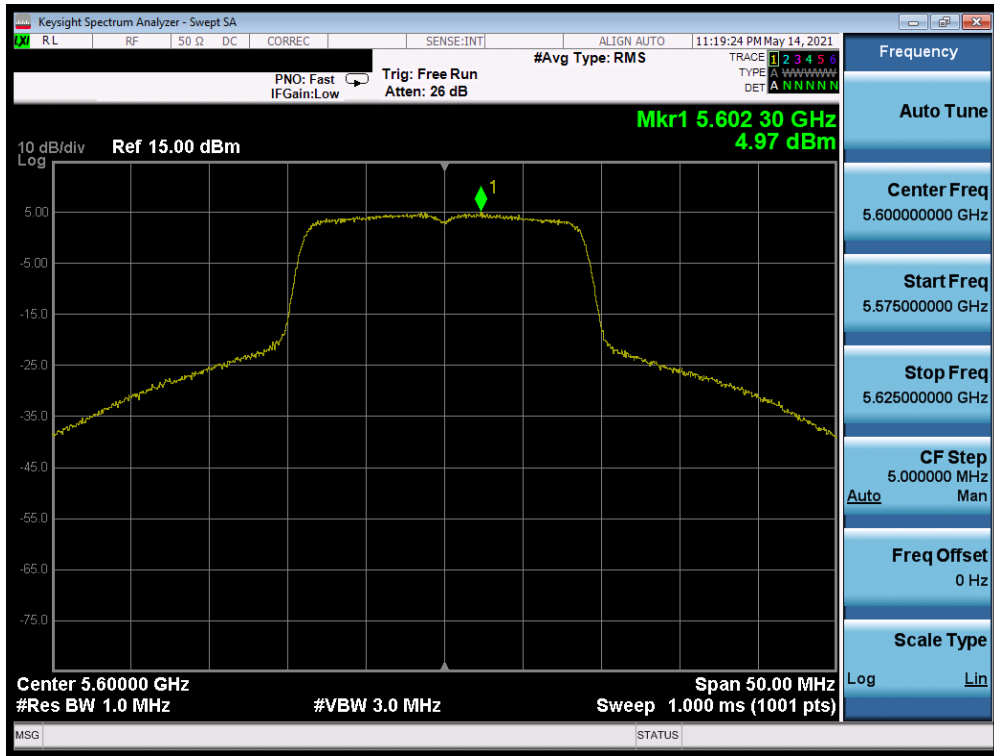 Keysight Spectrum Analyzer - Swept SA
LXI RL RF 50 Ω DC CORREC SENSE:INT ALIGN AUTO 11:19:24 PM May 14, 2021
#Avg Type: RMS
TRACE 1 2 3 4 5 6
PNO: Fast Trig: Free Run
TYPE A WWWWW
IFGain:Low Atten: 26 dB
DET A N N N N N
Mkr1 5.602 30 GHz
4.97 dBm
10 dB/div Ref 15.00 dBm
Log
1
5.00
-5.00
-15.0
-25.0
-35.0
-45.0
-55.0
-65.0
-75.0
Center 5.60000 GHz Span 50.00 MHz
#Res BW 1.0 MHz #VBW 3.0 MHz Sweep 1.000 ms (1001 pts)
MSG STATUS
Frequency
Auto Tune
Center Freq
5.600000000 GHz
Start Freq
5.575000000 GHz
Stop Freq
5.625000000 GHz
CF Step
5.000000 MHz
Auto Man
Freq Offset
0 Hz
Scale Type
Log Lin